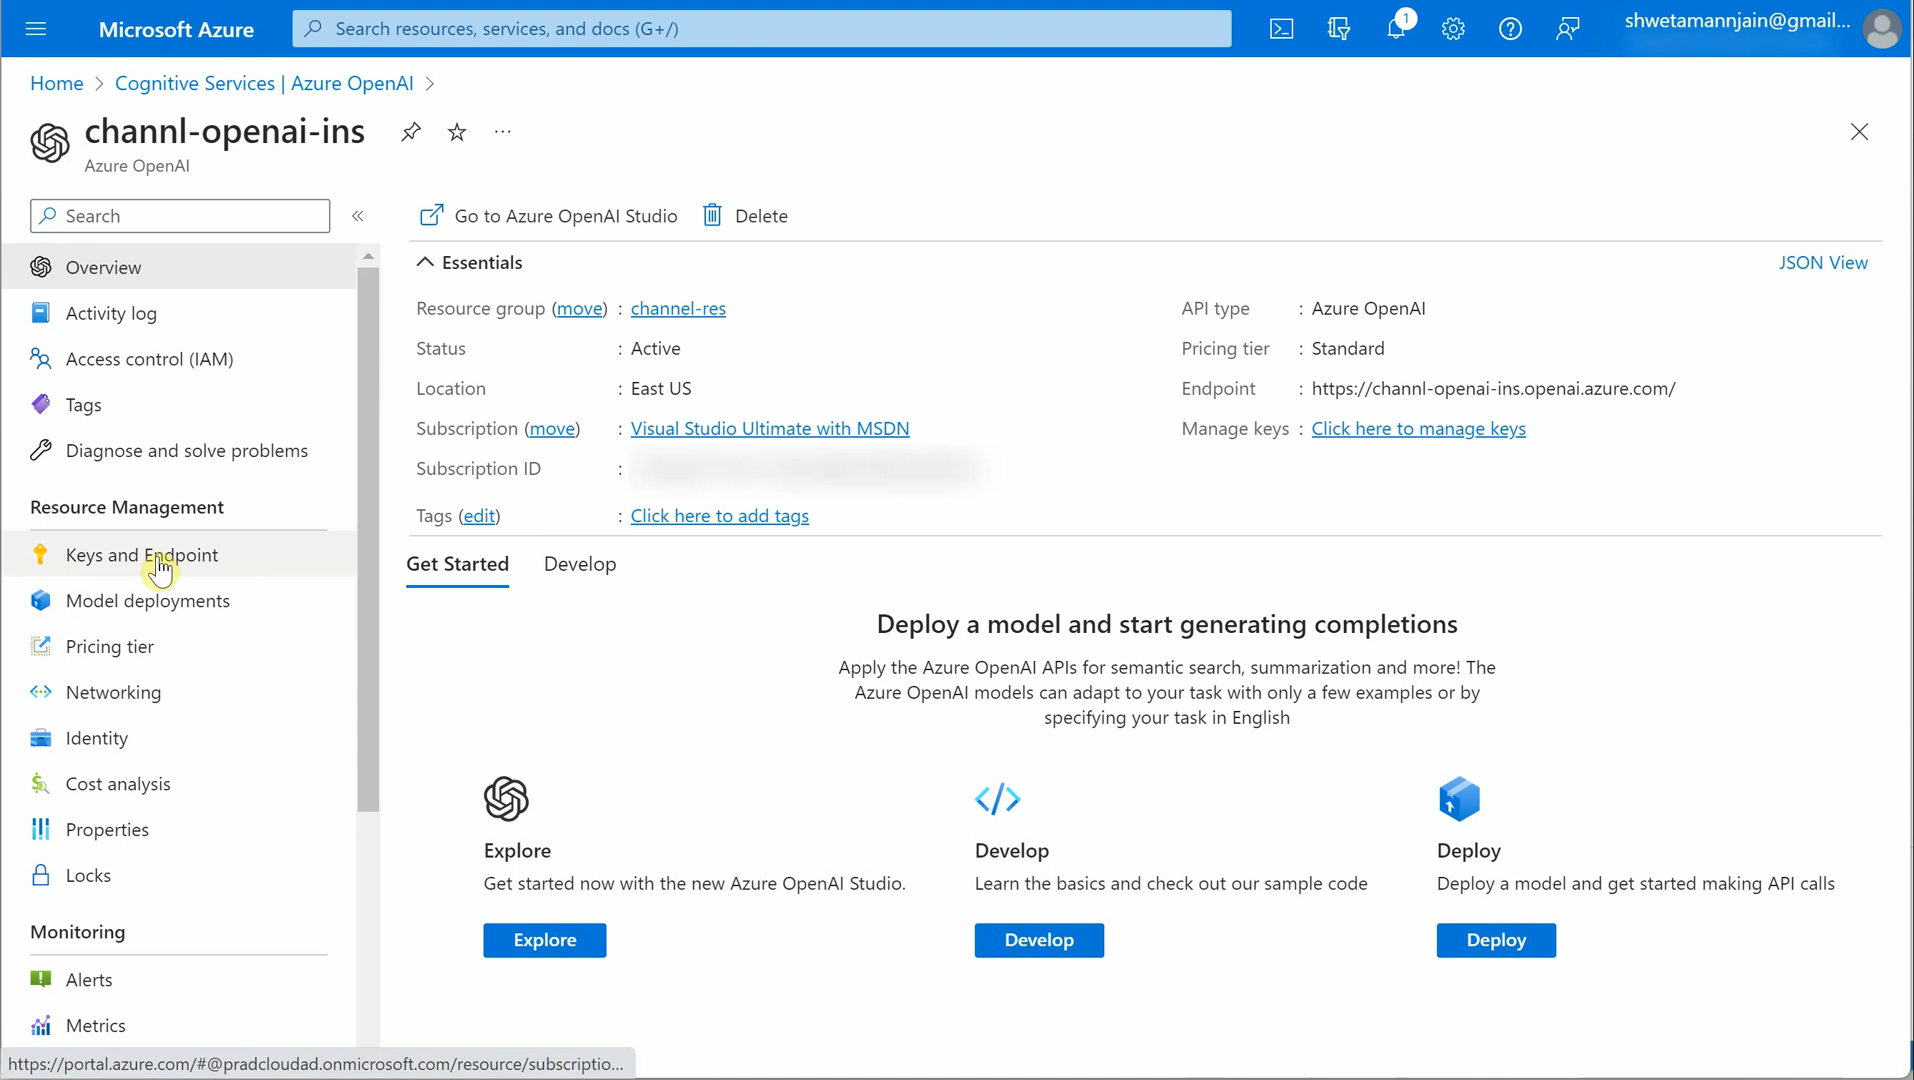 Microsoft Azure
Search resources, services, and docs (G+/)
1
shwetamannjain@gmail...
Home > Cognitive Services | Azure OpenAI >
channl-openai-ins
Azure OpenAI
Search
Go to Azure OpenAI Studio
Delete
Overview
Activity log
Access control (IAM)
Tags
Diagnose and solve problems
Resource Management
Keys and Endpoint
Model deployments
Pricing tier
Networking
Identity
Cost analysis
Properties
Locks
Monitoring
Alerts
Metrics
Essentials
JSON View
Resource group (move) : channel-res
Status : Active
Location : East US
Subscription (move) : Visual Studio Ultimate with MSDN
Subscription ID :
Tags (edit) : Click here to add tags
API type : Azure OpenAI
Pricing tier : Standard
Endpoint : https://channl-openai-ins.openai.azure.com/
Manage keys : Click here to manage keys
Get Started
Develop
Deploy a model and start generating completions
Apply the Azure OpenAI APIs for semantic search, summarization and more! The
Azure OpenAI models can adapt to your task with only a few examples or by
specifying your task in English
Explore
Get started now with the new Azure OpenAI Studio.
Explore
Develop
Learn the basics and check out our sample code
Develop
Deploy
Deploy a model and get started making API calls
Deploy
https://portal.azure.com/#@pradcloudad.onmicrosoft.com/resource/subscriptio...